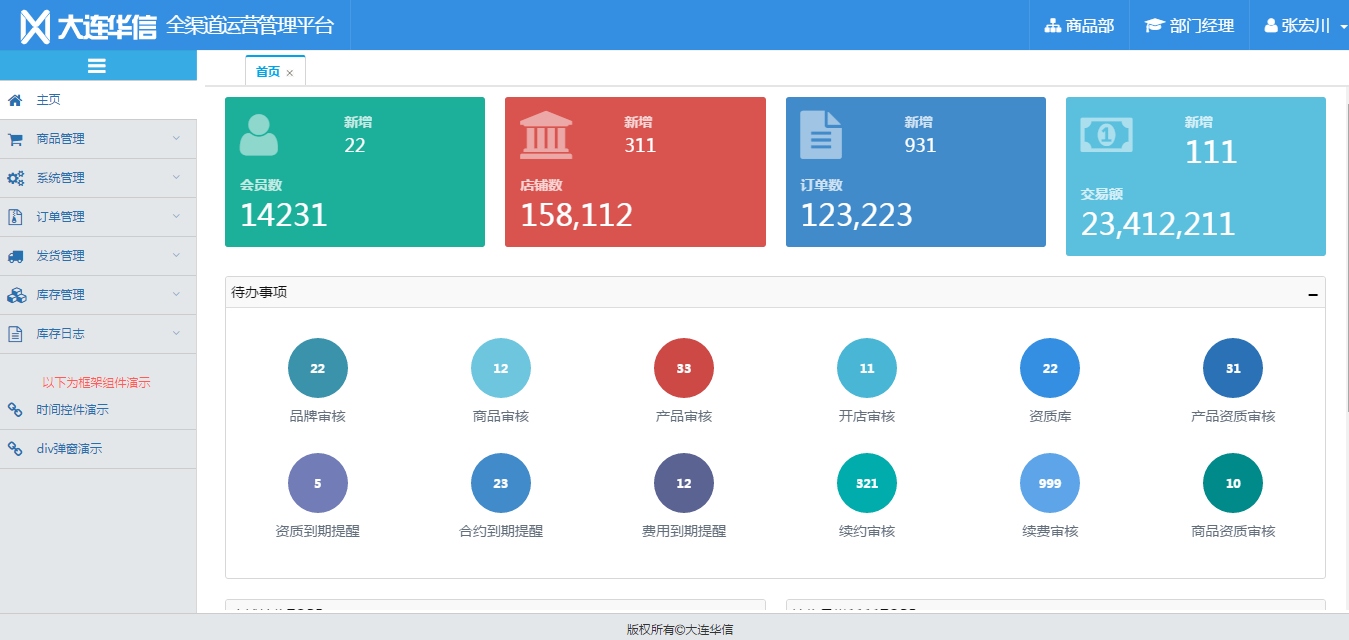 大连华信 全渠道运营管理平台
商品部 部门经理 张宏川
首页 ×
主页
商品管理
系统管理
订单管理
发货管理
库存管理
库存日志
以下为框架组件演示
时间控件演示
div弹窗演示
新增
22
会员数
14231
新增
311
店铺数
158,112
新增
931
订单数
123,223
新增
111
交易额
23,412,211
待办事项
22 12 33 11 22 31
品牌审核 商品审核 产品审核 开店审核 资质库 产品资质审核
5 23 12 321 999 10
资质到期提醒 合约到期提醒 费用到期提醒 续约审核 续费审核 商品资质审核
版权所有©大连华信